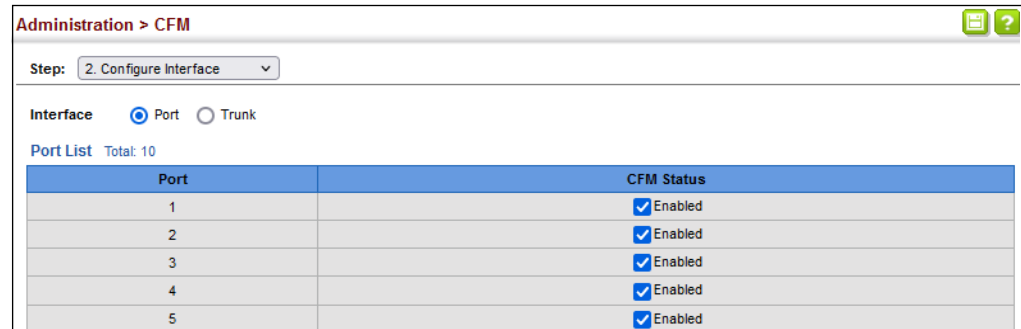 Administration > CFM
?
Step: 2. Configure Interface
Interface Port Trunk
Port List Total: 10
Port CFM Status
1 Enabled
2 Enabled
3 Enabled
4 Enabled
5 Enabled